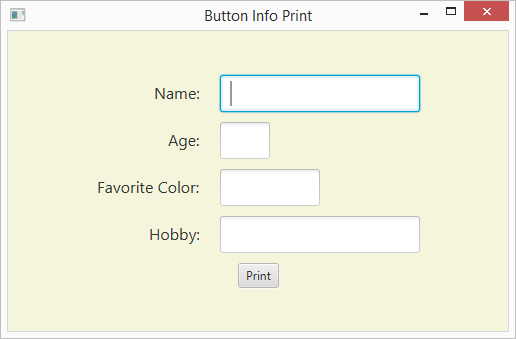 Button Info Print
Name:
Age:
Favorite Color:
Hobby:
Print